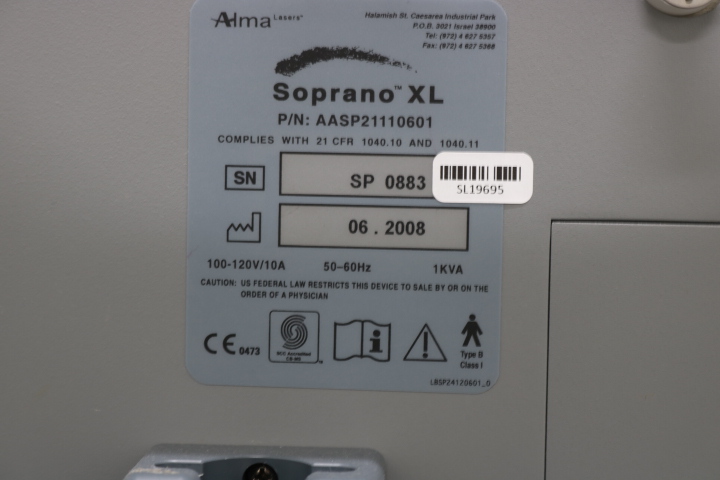 Alma Lasers®
Halamish St. Caesarea Industrial Park
P.O.B. 3021 Israel 38900
Tel: (972) 4 627 5357
Fax: (972) 4 627 5368
Soprano™ XL
P/N: AASP21110601
COMPLIES WITH 21 CFR 1040.10 AND 1040.11
SN
SP 0883
SL19695
06 . 2008
100-120V/10A 50-60Hz 1KVA
CAUTION: US FEDERAL LAW RESTRICTS THIS DEVICE TO SALE BY OR ON THE
ORDER OF A PHYSICIAN
CE 0473
SCC Accredited
i
Type B
Class I
LBSP24120601_0